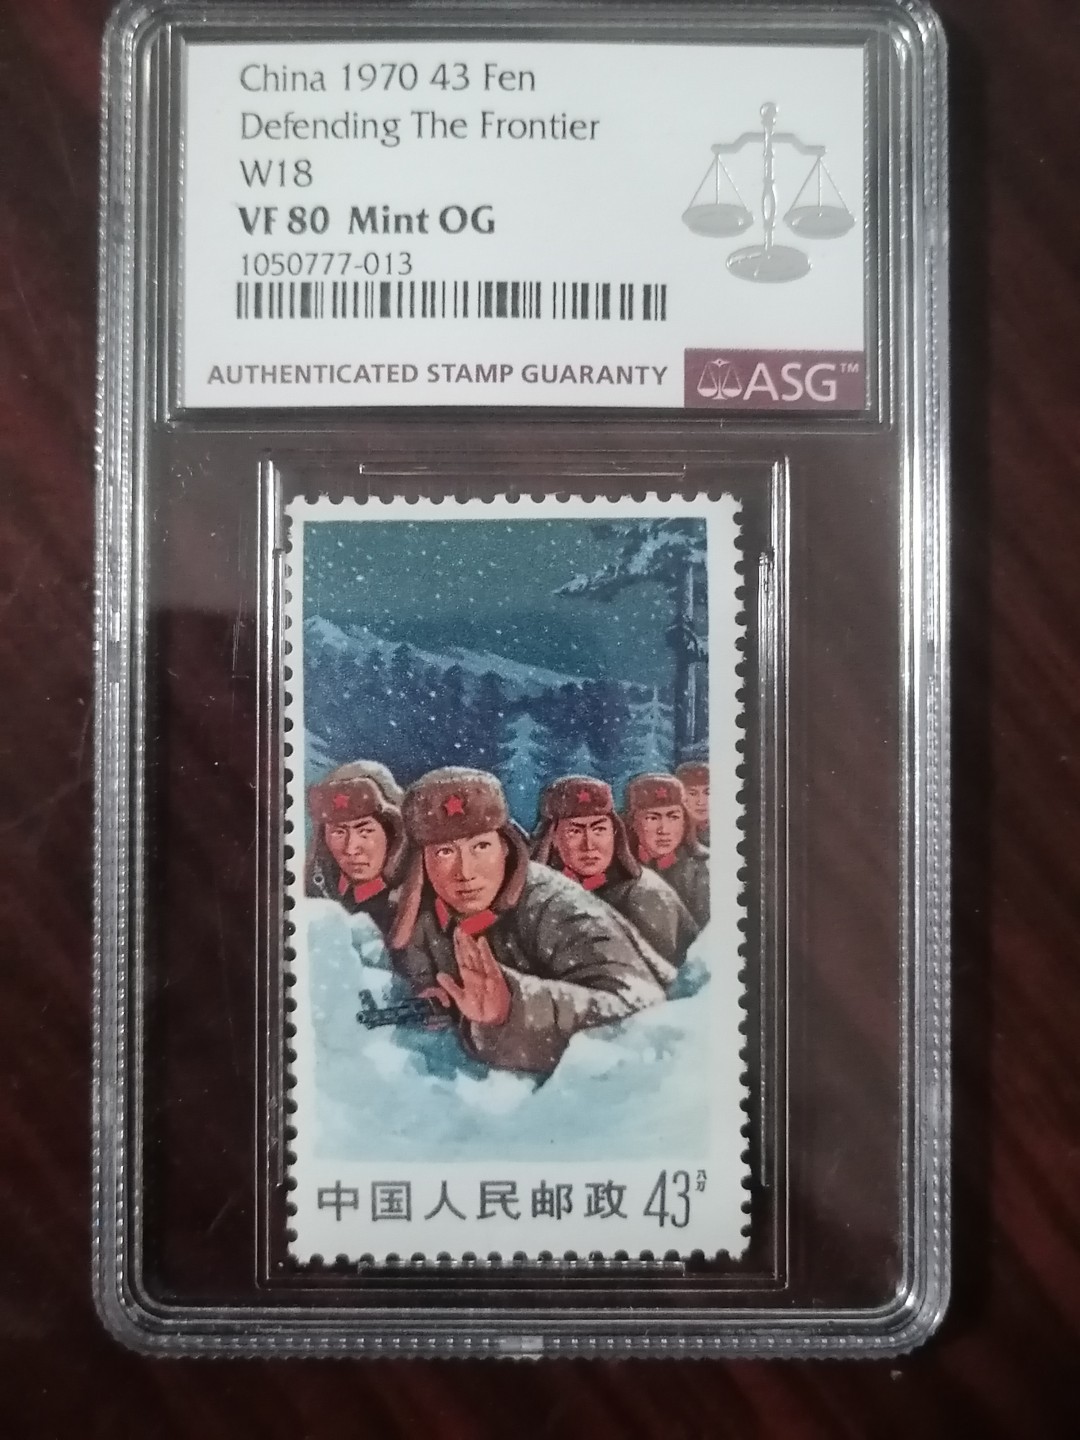 China 1970 43 Fen
Defending The Frontier
W18
VF 80 Mint OG
1050777-013
AUTHENTICATED STAMP GUARANTY ASG™
中国人民邮政 43分